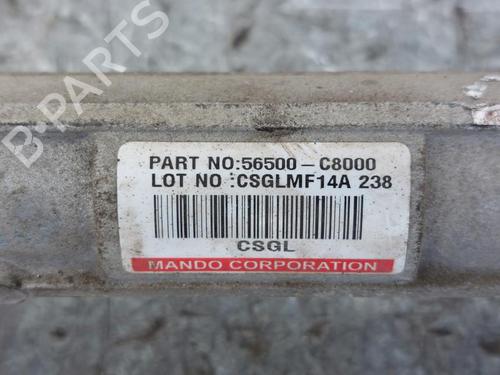 B-PARTS
PART NO:56500-C8000
LOT NO :CSGLMF14A 238
CSGL
MANDO CORPORATION